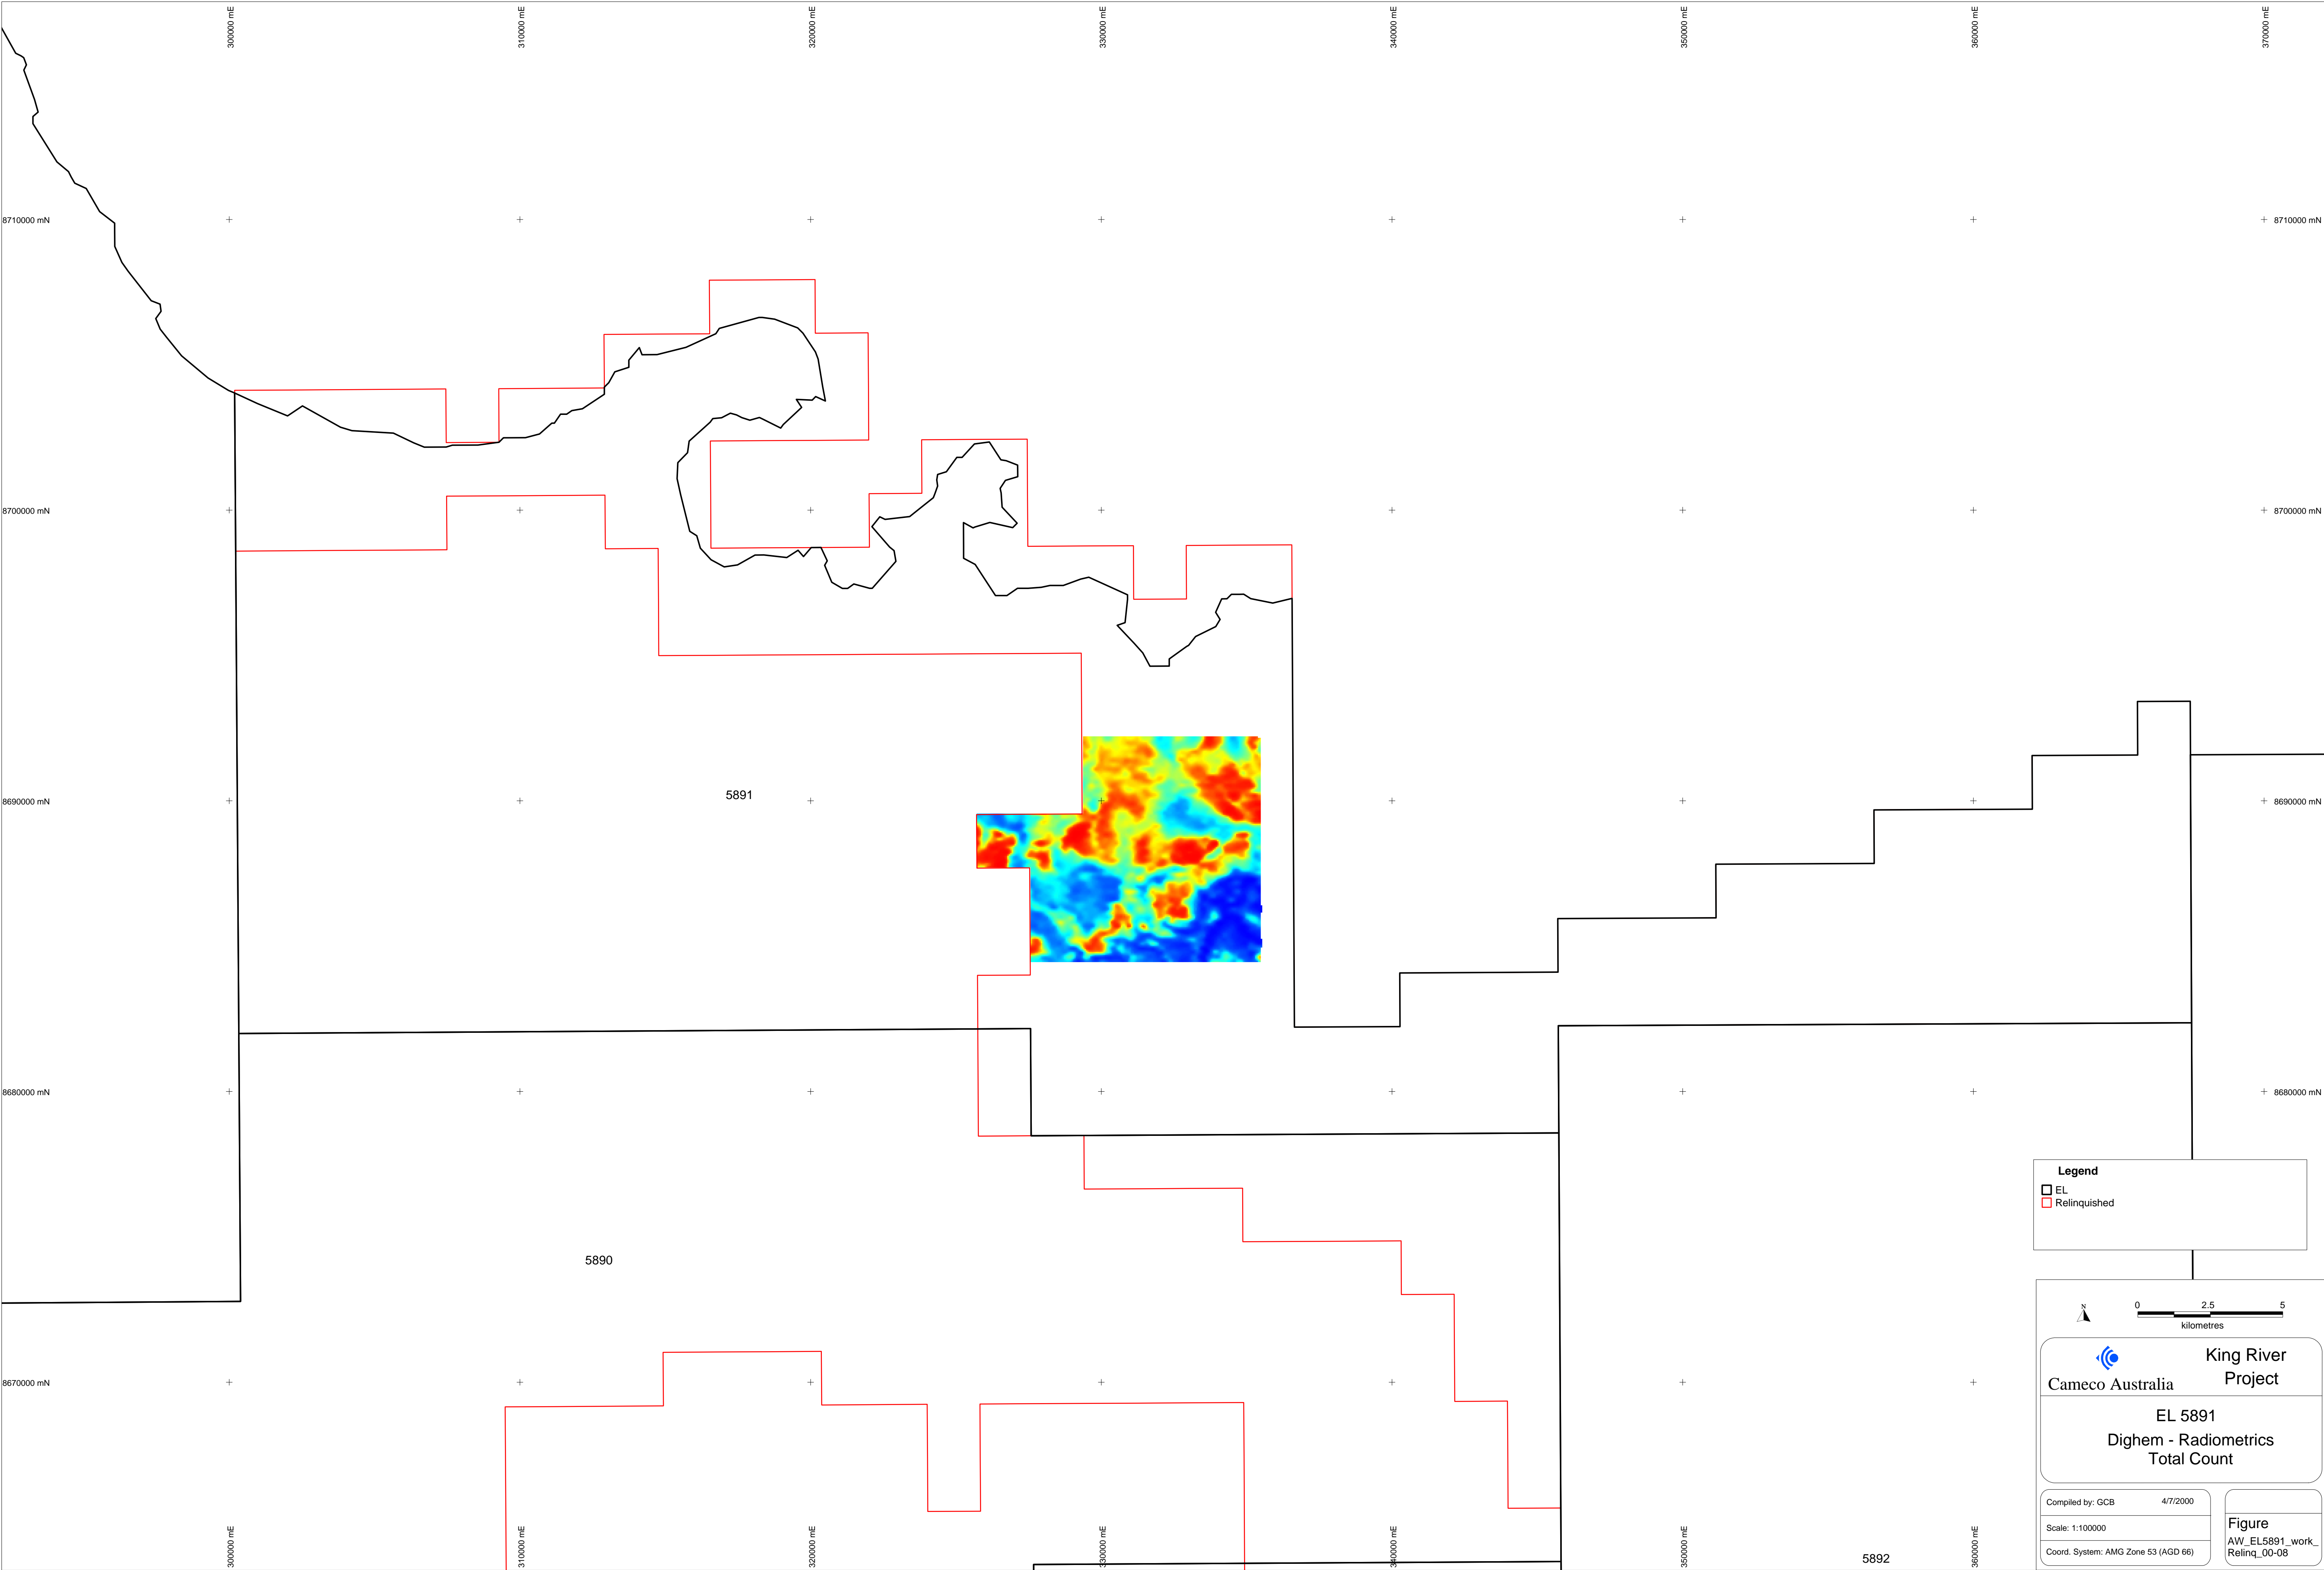 300000 mE
310000 mE
320000 mE
330000 mE
340000 mE
350000 mE
360000 mE
370000 mE
8710000 mN
8710000 mN
8700000 mN
8690000 mN
8690000 mN
5891
8680000 mN
8680000 mN
5890
8670000 mN
5892
300000 mE
310000 mE
320000 mE
330000 mE
340000 mE
350000 mE
360000 mE
Legend
EL
Relinquished
N
0 2.5 5
kilometres
Cameco Australia
King River
Project
EL 5891
Dighem - Radiometrics
Total Count
Compiled by: GCB 4/7/2000
Scale: 1:100000
Coord. System: AMG Zone 53 (AGD 66)
Figure
AW_EL5891_work_
Relinq_00-08